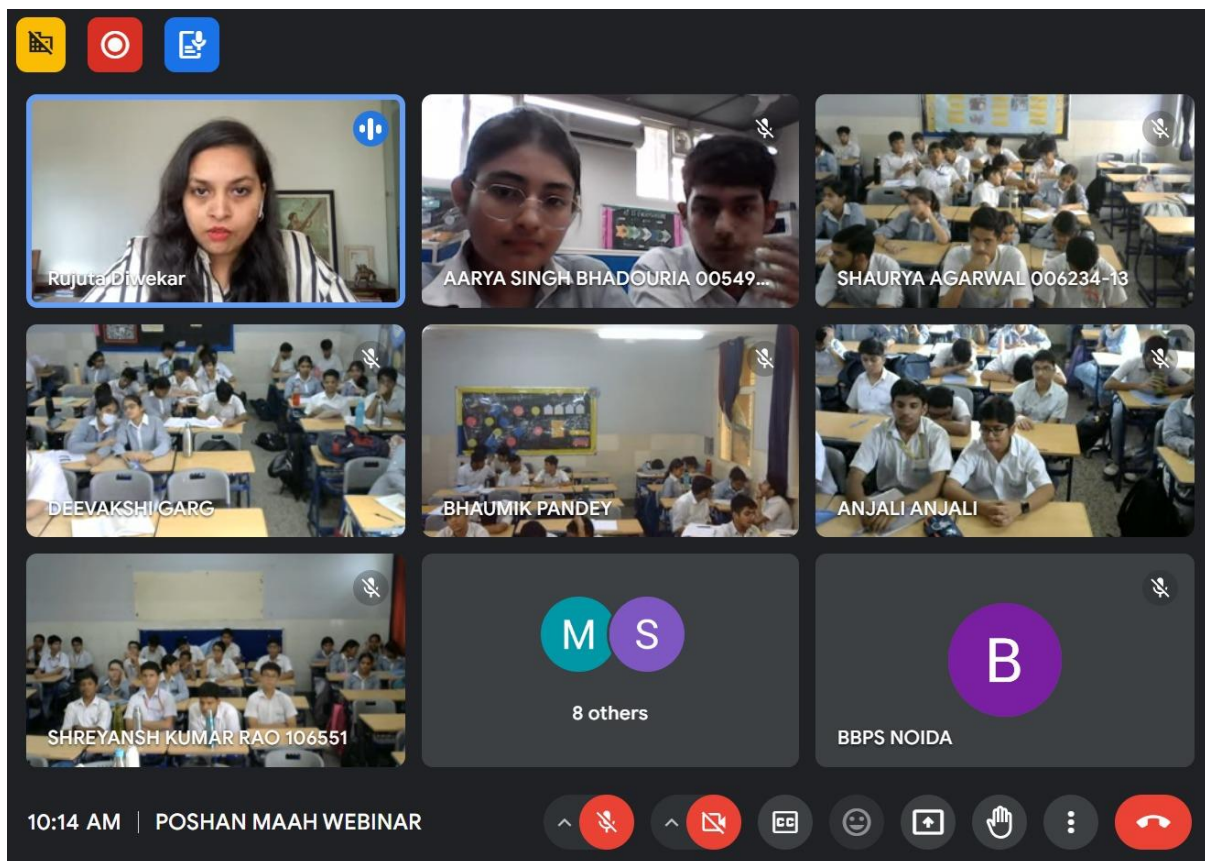 Rujuta Diwekar
AARYA SINGH BHADOURIA 00549...
SHAURYA AGARWAL 006234-13
DEEVAKSHI GARG
BHAUMIK PANDEY
ANJALI ANJALI
SHREYANSH KUMAR RAO 106551
M S
8 others
B
BBPS NOIDA
10:14 AM | POSHAN MAAH WEBINAR
CC